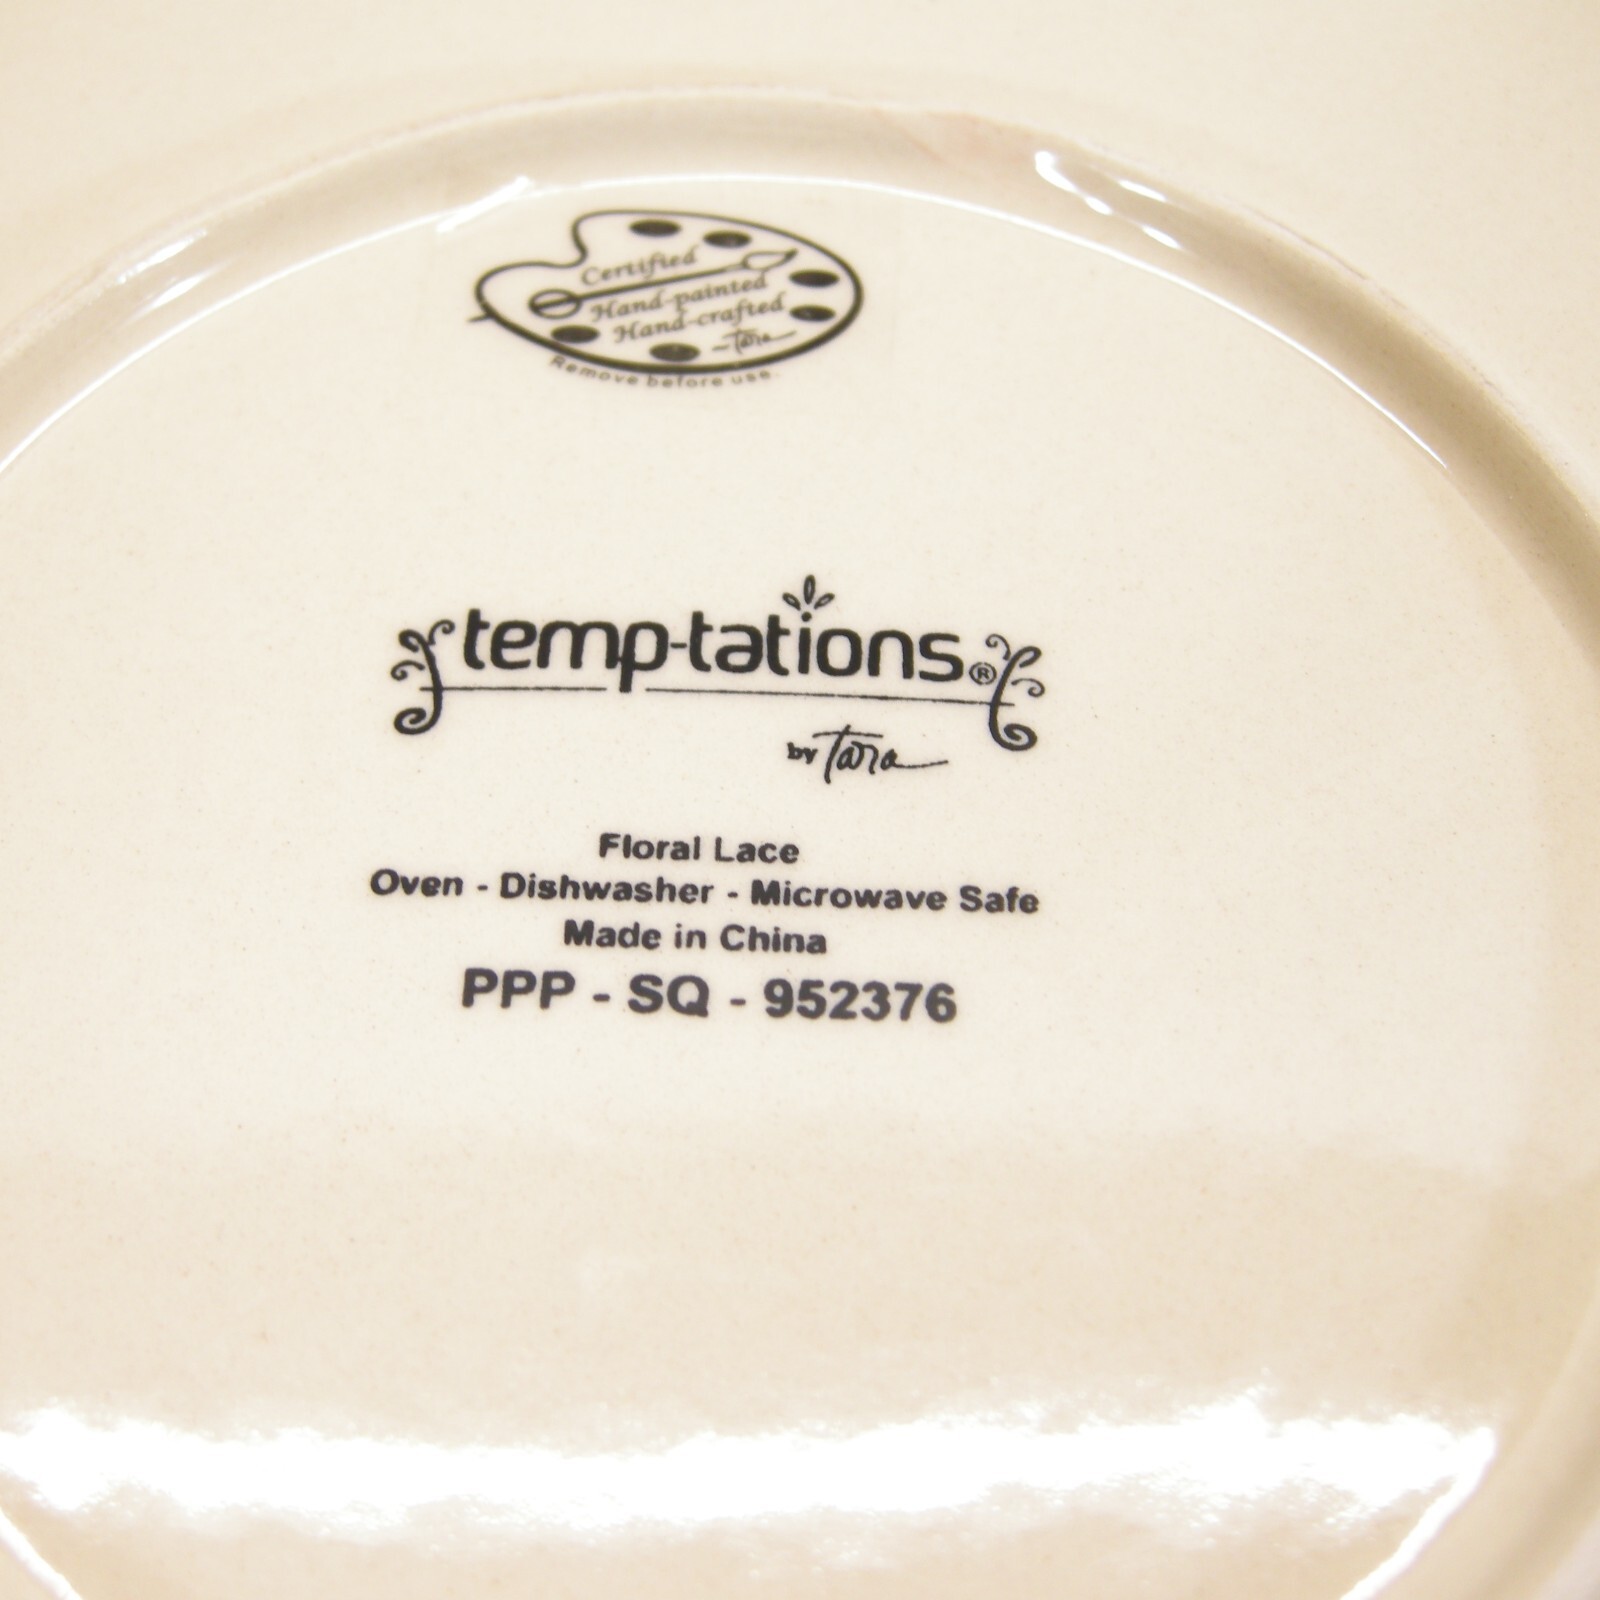 Certified
Hand-painted
Hand-crafted
—Tara
Remove before use.
temp-tations®
by Tara
Floral Lace
Oven - Dishwasher - Microwave Safe
Made in China
PPP - SQ - 952376